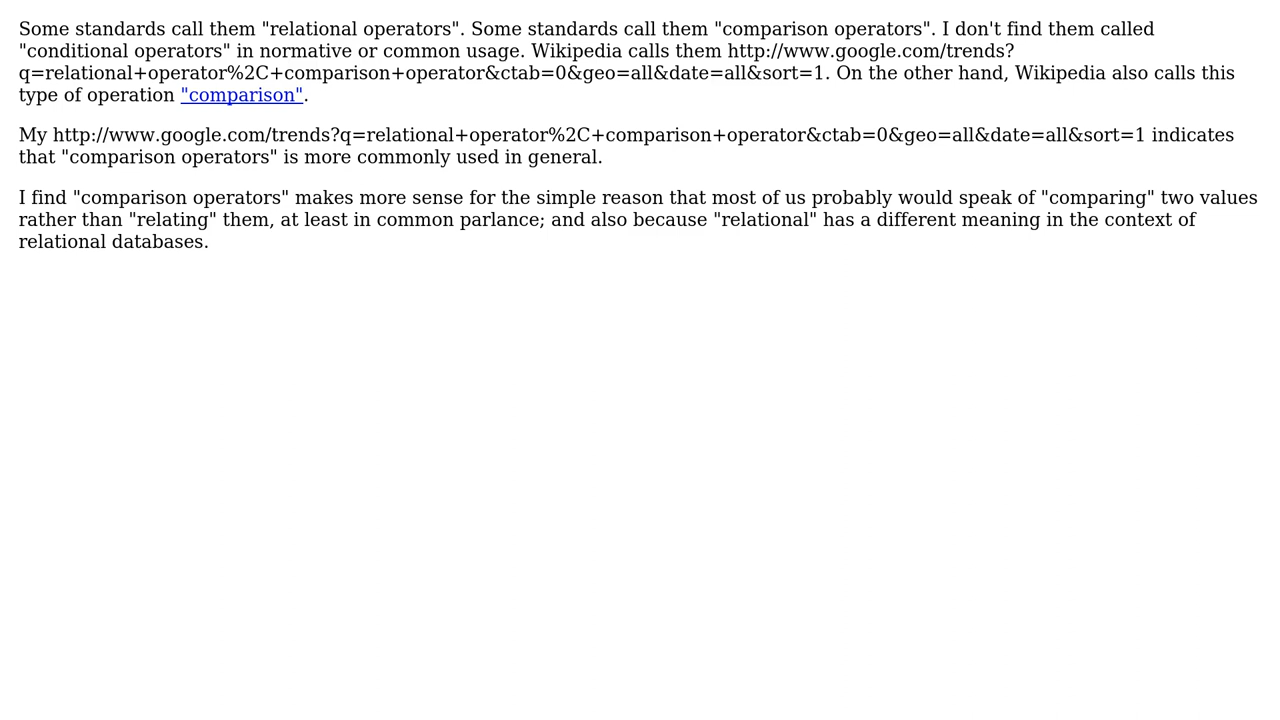 Some standards call them "relational operators". Some standards call them "comparison operators". I don't find them called
"conditional operators" in normative or common usage. Wikipedia calls them http://www.google.com/trends?
q=relational+operator%2C+comparison+operator&ctab=0&geo=all&date=all&sort=1. On the other hand, Wikipedia also calls this
type of operation "comparison".
My http://www.google.com/trends?q=relational+operator%2C+comparison+operator&ctab=0&geo=all&date=all&sort=1 indicates
that "comparison operators" is more commonly used in general.
I find "comparison operators" makes more sense for the simple reason that most of us probably would speak of "comparing" two values
rather than "relating" them, at least in common parlance; and also because "relational" has a different meaning in the context of
relational databases.